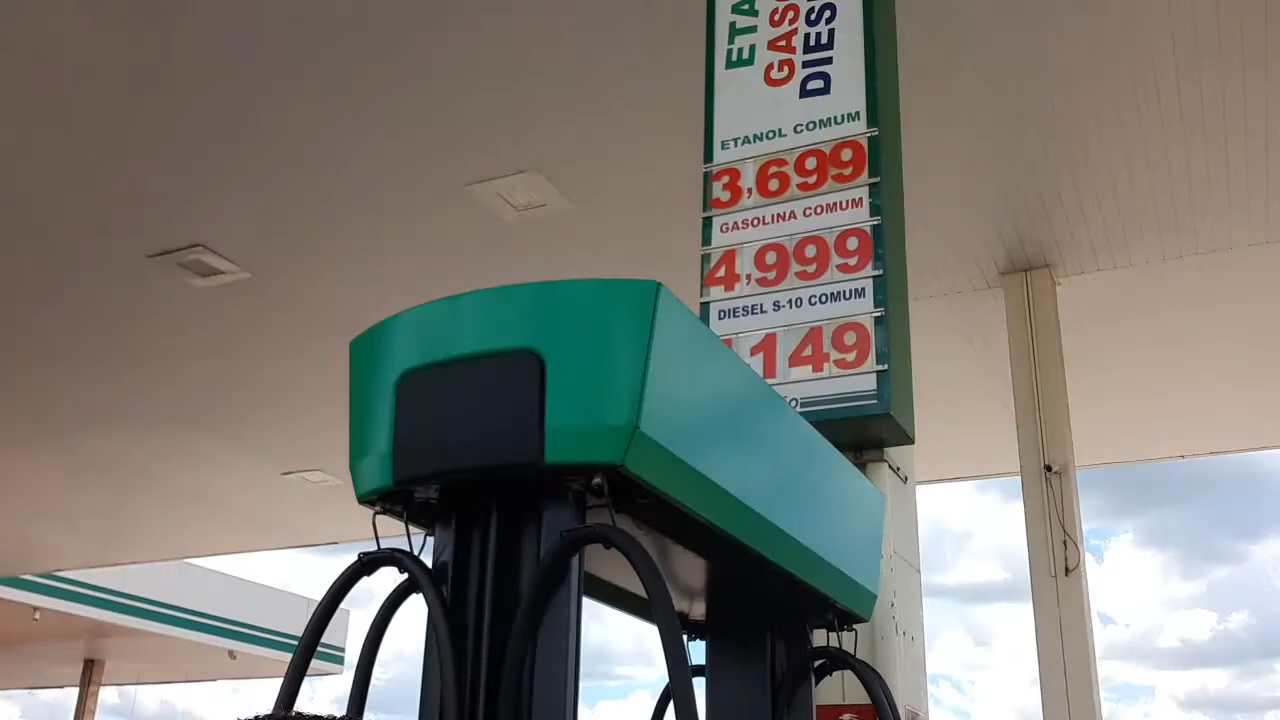 ETA
GAS
DIES
ETANOL COMUM
3,699
GASOLINA COMUM
4,999
DIESEL S-10 COMUM
149